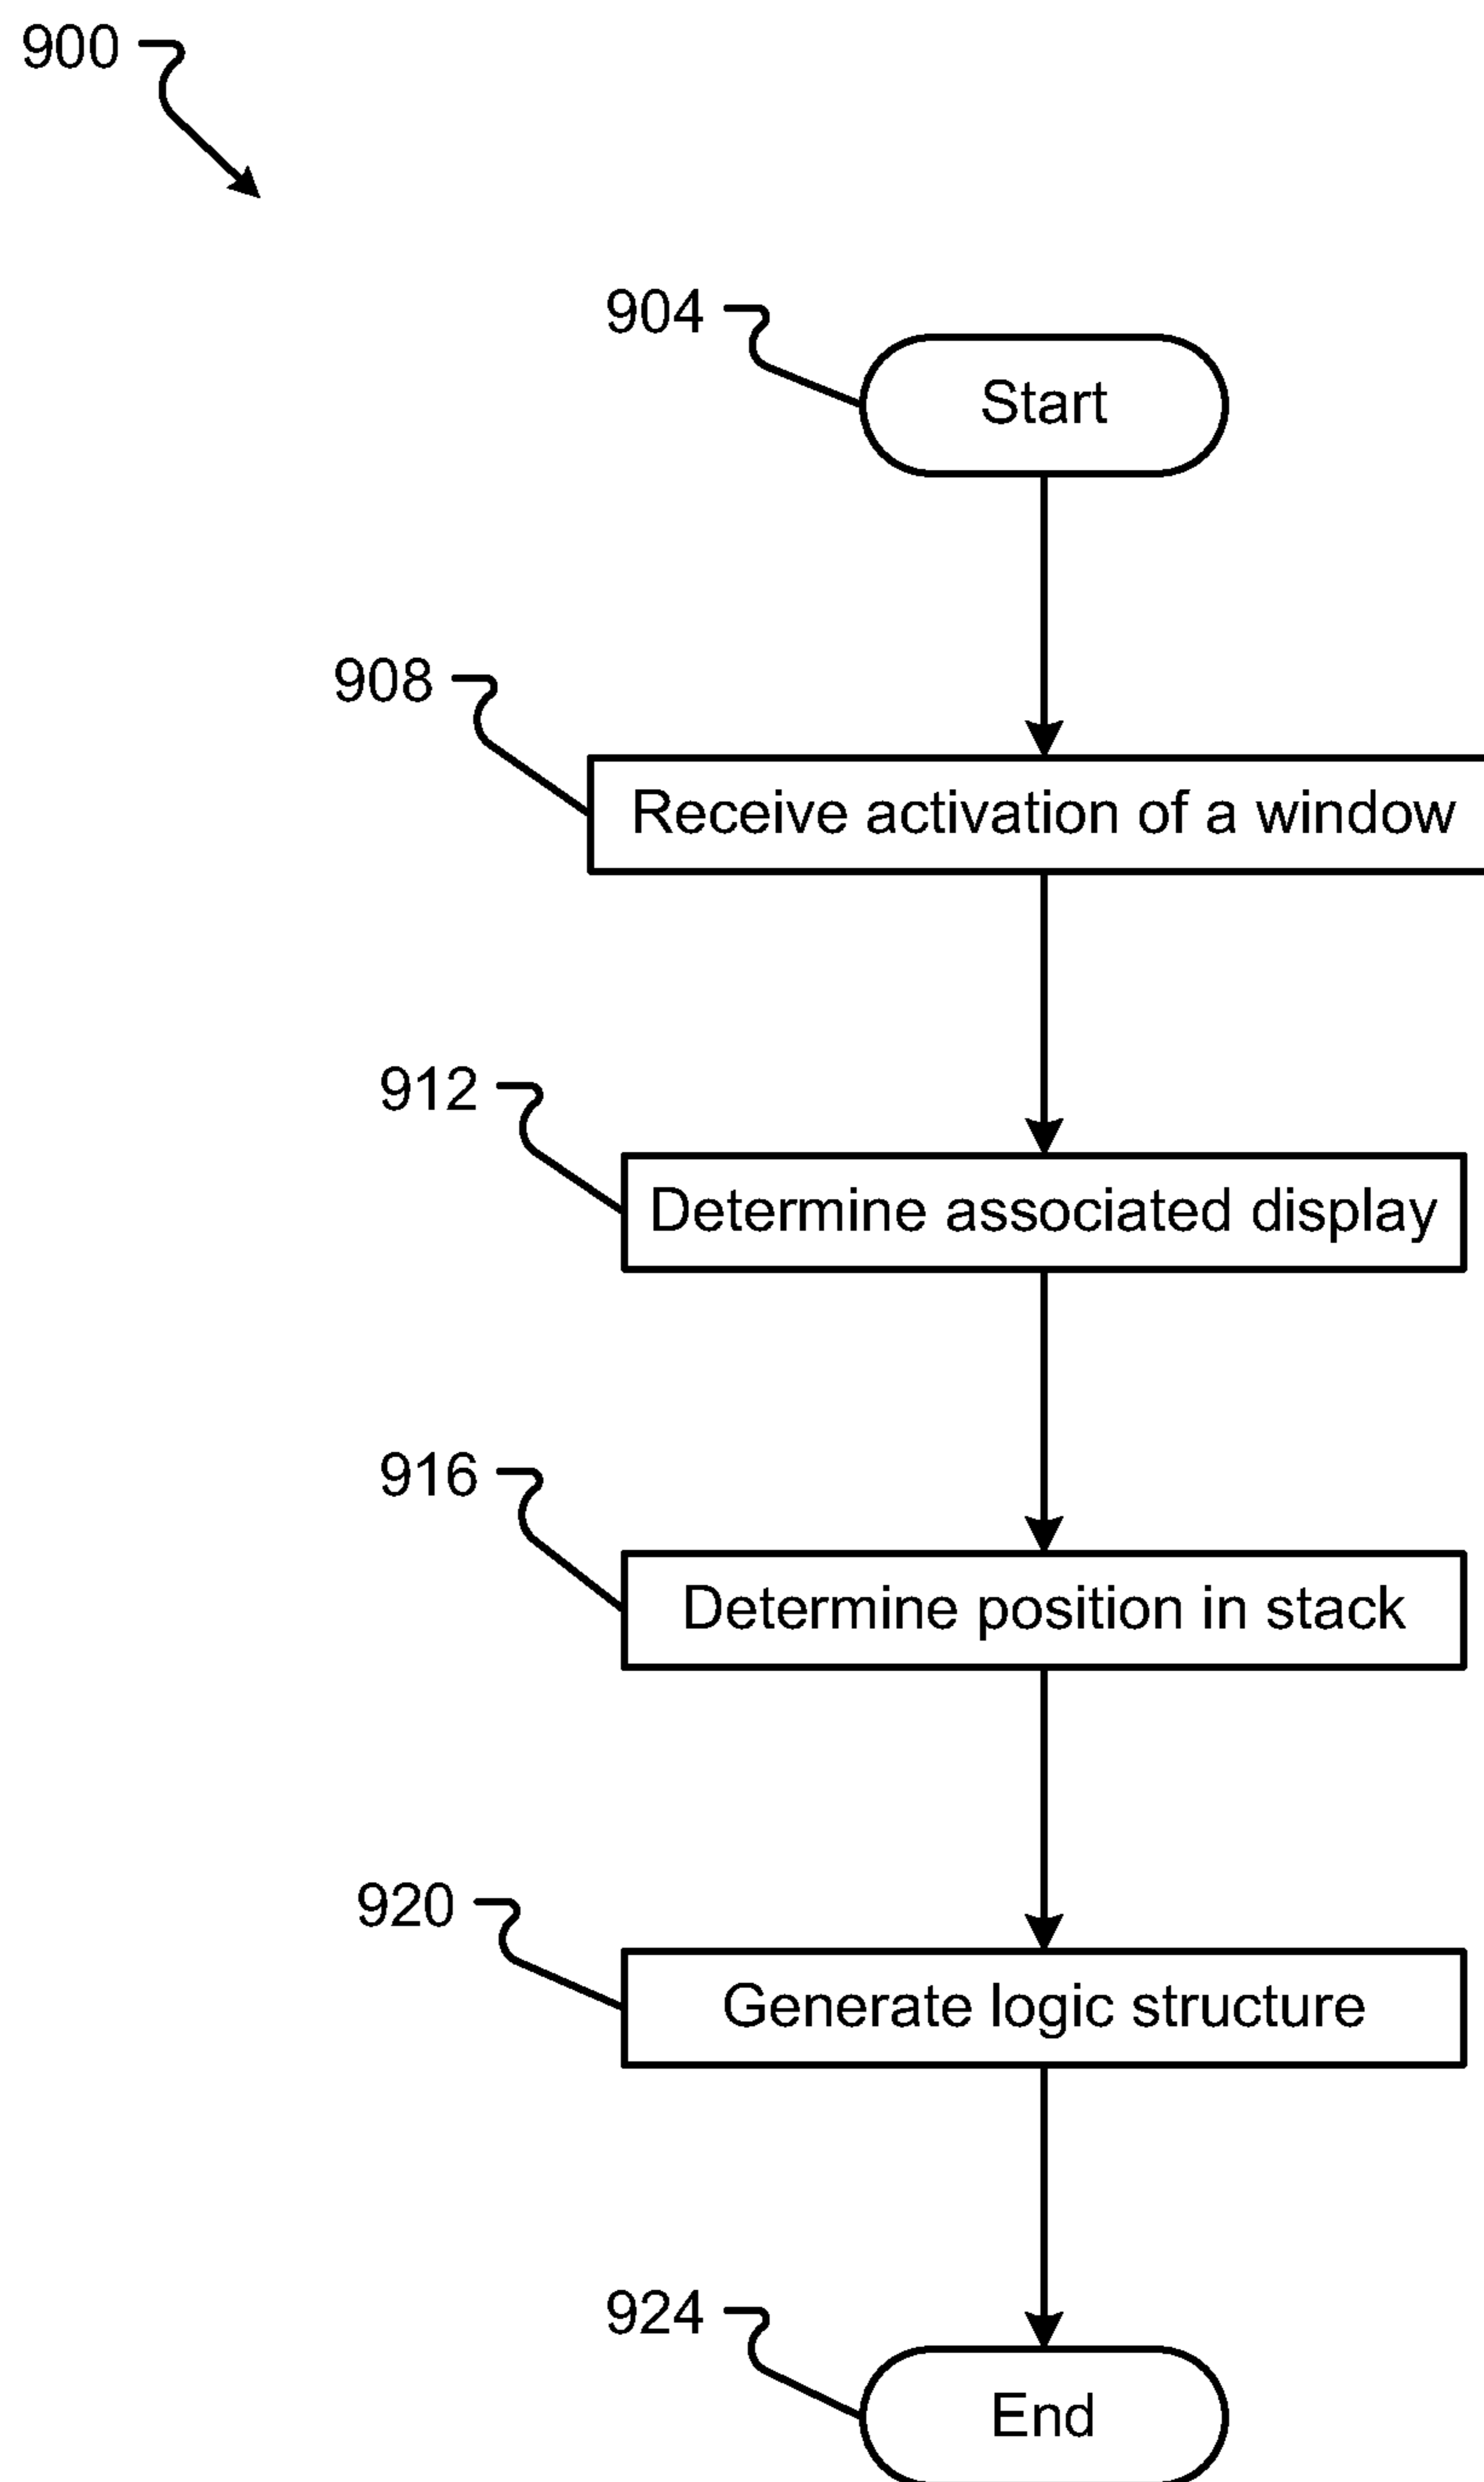 900
904
Start
908
Receive activation of a window
912
Determine associated display
916
Determine position in stack
920
Generate logic structure
924
End